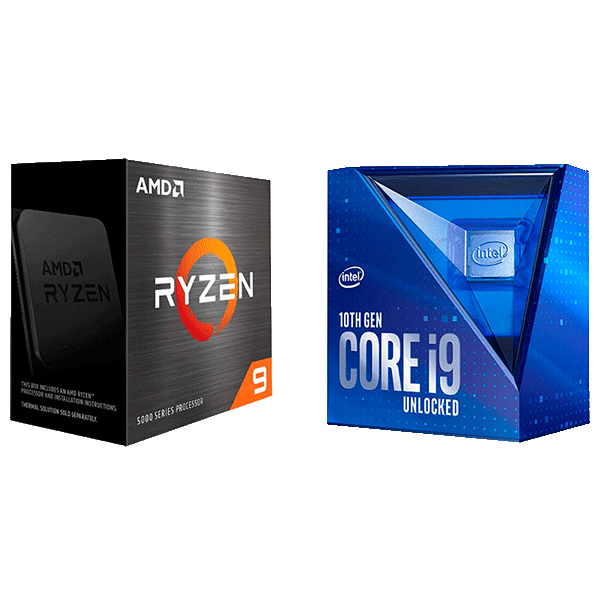 AMD
RYZEN
THIS BOX INCLUDES AN AMD RYZEN™
PROCESSOR AND INSTALLATION INSTRUCTIONS.
THERMAL SOLUTION SOLD SEPARATELY.
AMD
RYZEN
9
5000 SERIES PROCESSOR
intel
intel
10TH GEN
CORE i9
UNLOCKED